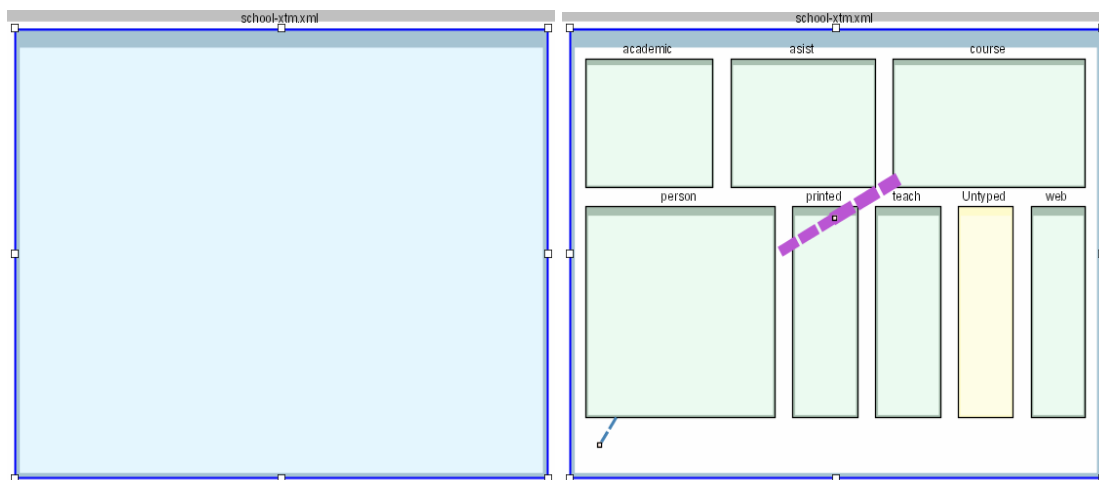 school-xtm.xml
school-xtm.xml
academic asist course
person printed teach Untyped web